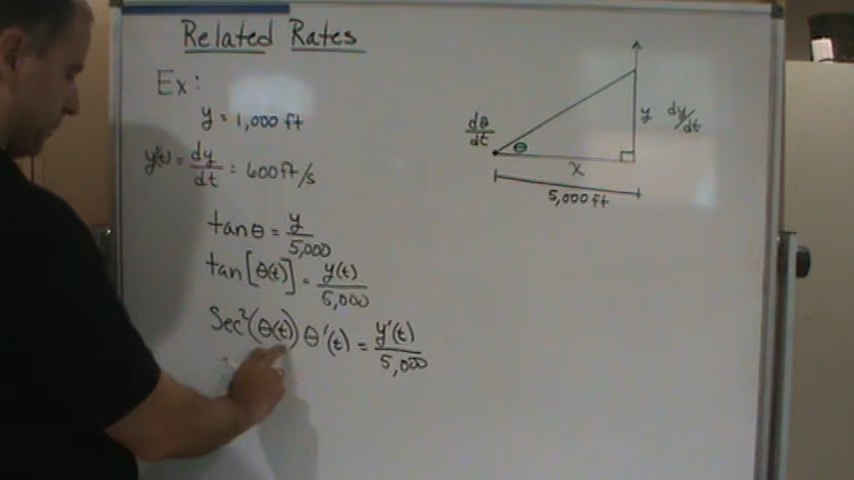 Related Rates
Ex:
y = 1,000 ft
y'(t) = dy/dt = 600 ft/s
tan θ = y/5,000
tan[θ(t)] = y(t)/5,000
Sec²(θ(t)) θ'(t) = y'(t)/5,000
dθ/dt
θ
y
dy/dt
x
5,000 ft